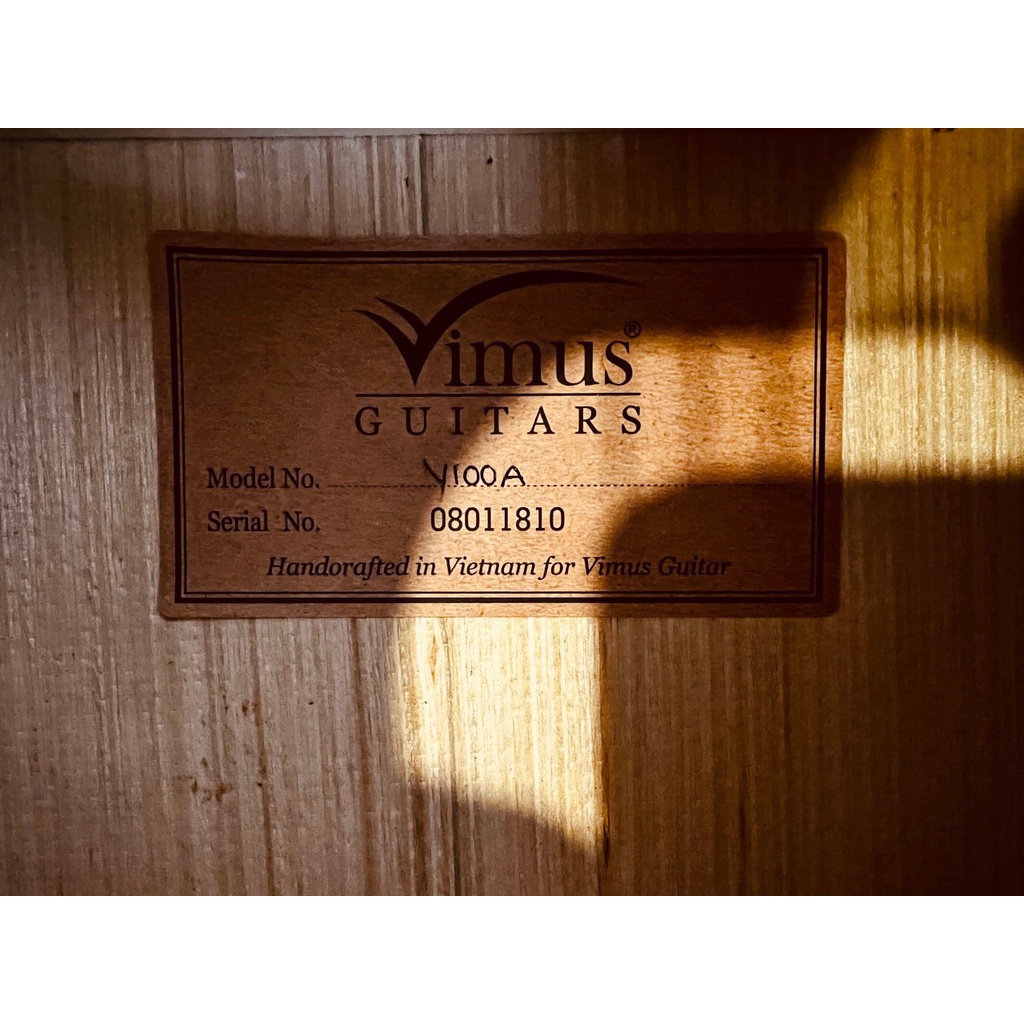 Vimus®
GUITARS
Model No. V100A
Serial No. 08011810
Handorafted in Vietnam for Vimus Guitar